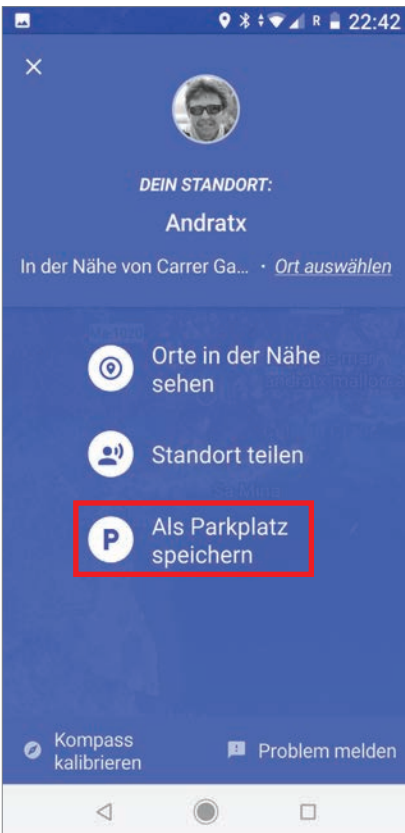 R 22:42
DEIN STANDORT:
Andratx
In der Nähe von Carrer Ga... · Ort auswählen
Orte in der Nähe
sehen
Standort teilen
P Als Parkplatz
speichern
Kompass
kalibrieren
Problem melden